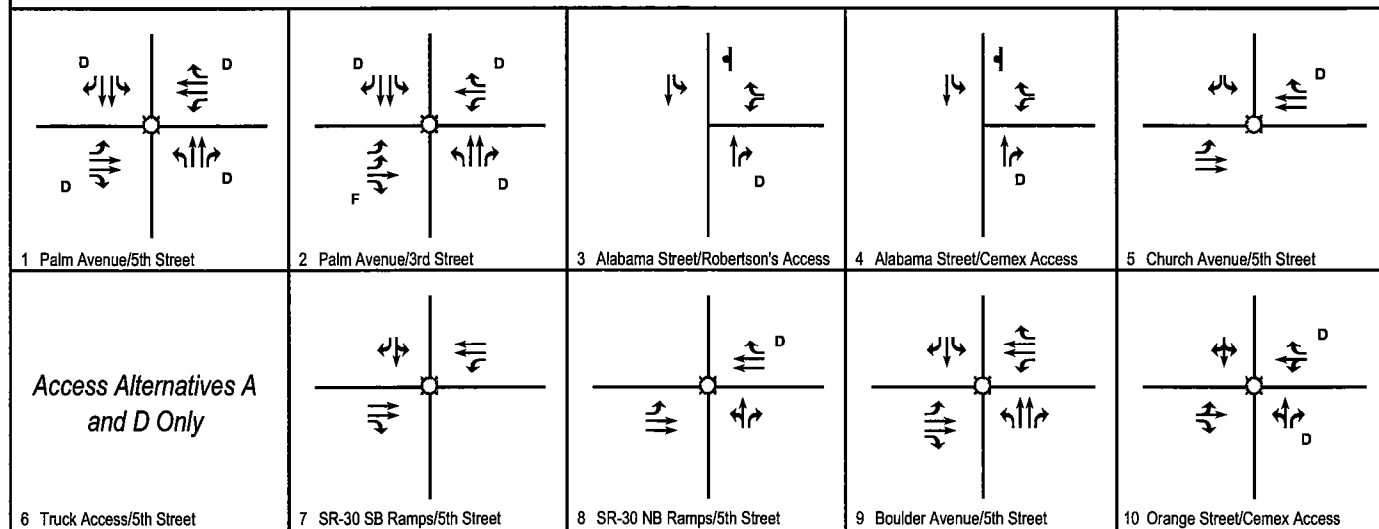 D
D
D
D
1 Palm Avenue/5th Street
D
D
F
D
2 Palm Avenue/3rd Street
D
3 Alabama Street/Robertson's Access
D
4 Alabama Street/Cemex Access
D
5 Church Avenue/5th Street
Access Alternatives A
and D Only
6 Truck Access/5th Street
7 SR-30 SB Ramps/5th Street
D
8 SR-30 NB Ramps/5th Street
9 Boulder Avenue/5th Street
D
D
10 Orange Street/Cemex Access